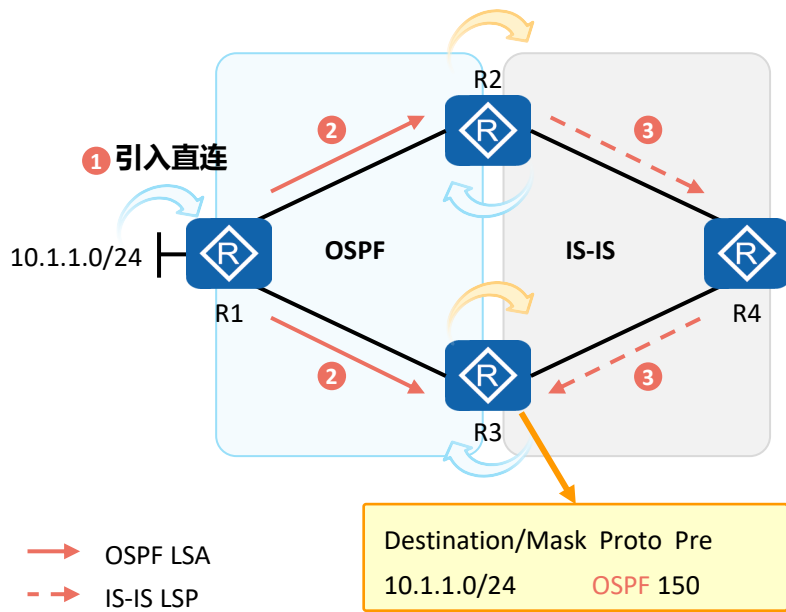 R2
2
3
1 引入直连
R
10.1.1.0/24
R
OSPF
IS-IS
R
R1
R4
2
R
3
R3
Destination/Mask Proto Pre
10.1.1.0/24 OSPF 150
OSPF LSA
IS-IS LSP